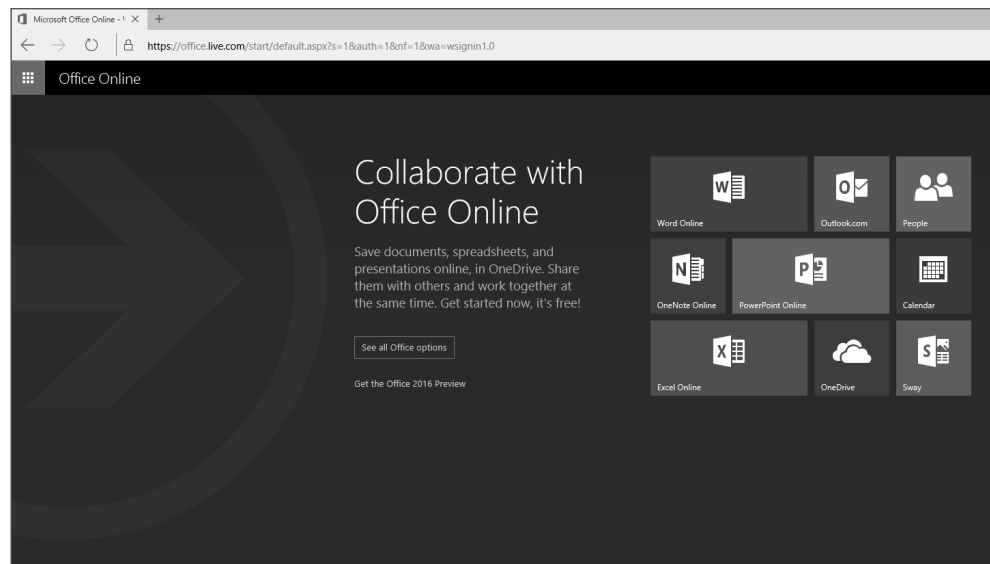 Microsoft Office Online - \
https://office.live.com/start/default.aspx?s=1&auth=1&nf=1&wa=wsignin1.0
Office Online
Collaborate with
Office Online
Save documents, spreadsheets, and
presentations online, in OneDrive. Share
them with others and work together at
the same time. Get started now, it's free!
See all Office options
Get the Office 2016 Preview
W
Word Online
O
Outlook.com
People
N
OneNote Online
P
PowerPoint Online
Calendar
X
Excel Online
OneDrive
S
Sway